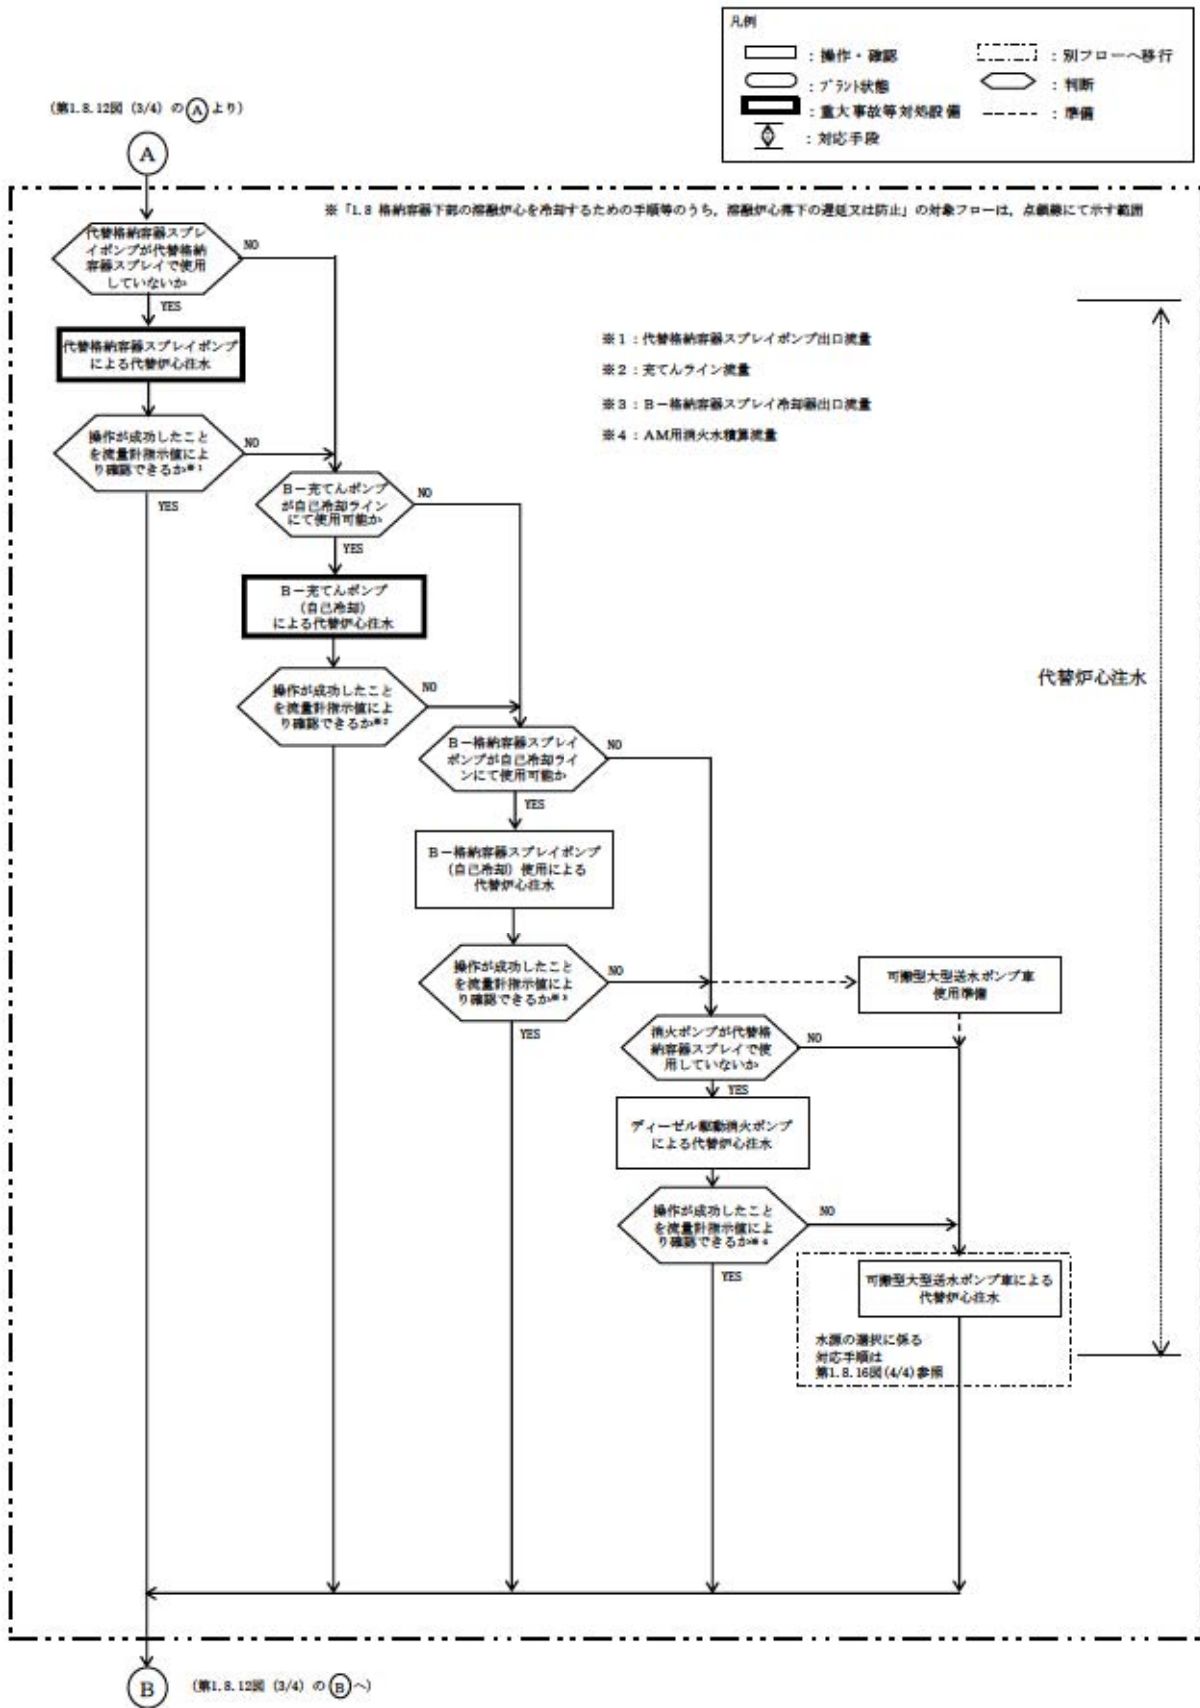 凡例
: 操作・確認
: 別フローへ移行
: プラント状態
: 判断
: 重大事故等対処設備
: 準備
: 対応手段
(第1.8.12図 (3/4) の Ⓐ より)
A
※「1.8 格納容器下部の溶融炉心を冷却するための手順等のうち，溶融炉心落下の遅延又は防止」の対象フローは，点鎖線にて示す範囲
代替格納容器スプレ
イポンプが代替格納
容器スプレイで使用
していないか
NO
YES
代替格納容器スプレイポンプ
による代替炉心注水
※1：代替格納容器スプレイポンプ出口流量
※2：充てんライン流量
※3：B－格納容器スプレイ冷却器出口流量
※4：AM用消火水積算流量
操作が成功したこと
を流量計指示値によ
り確認できるか※1
NO
YES
B－充てんポンプ
が自己冷却ライン
にて使用可能か
NO
YES
B－充てんポンプ
(自己冷却)
による代替炉心注水
操作が成功したこと
を流量計指示値によ
り確認できるか※2
NO
代替炉心注水
B－格納容器スプレイ
ポンプが自己冷却ライ
ンにて使用可能か
NO
YES
B－格納容器スプレイポンプ
(自己冷却) 使用による
代替炉心注水
操作が成功したこと
を流量計指示値によ
り確認できるか※3
NO
YES
可搬型大型送水ポンプ車
使用準備
消火ポンプが代替格
納容器スプレイで使
用していないか
NO
YES
ディーゼル駆動消火ポンプ
による代替炉心注水
操作が成功したこと
を流量計指示値によ
り確認できるか※4
NO
YES
可搬型大型送水ポンプ車による
代替炉心注水
水源の選択に係る
対応手順は
第1.8.16図(4/4)参照
B
(第1.8.12図 (3/4) の Ⓑ へ)